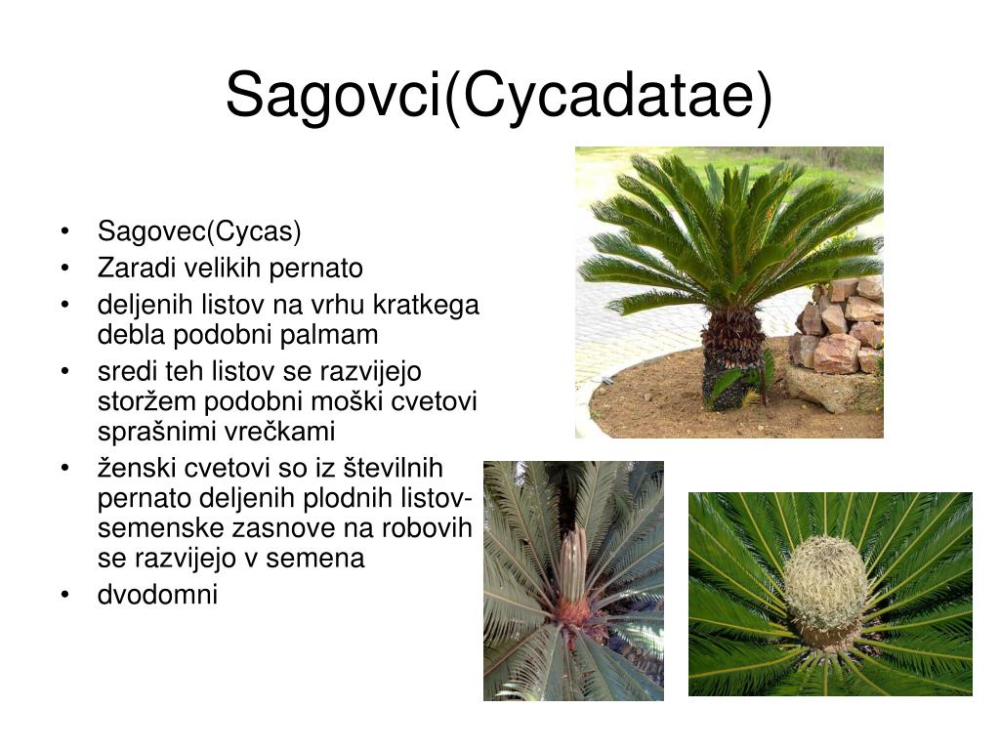 Sagovci(Cycadatae)
• Sagovec(Cycas)
• Zaradi velikih pernato
• deljenih listov na vrhu kratkega
debla podobni palmam
• sredi teh listov se razvijejo
storžem podobni moški cvetovi
sprašnimi vrečkami
• ženski cvetovi so iz številnih
pernato deljenih plodnih listov-
semenske zasnove na robovih
se razvijejo v semena
• dvodomni